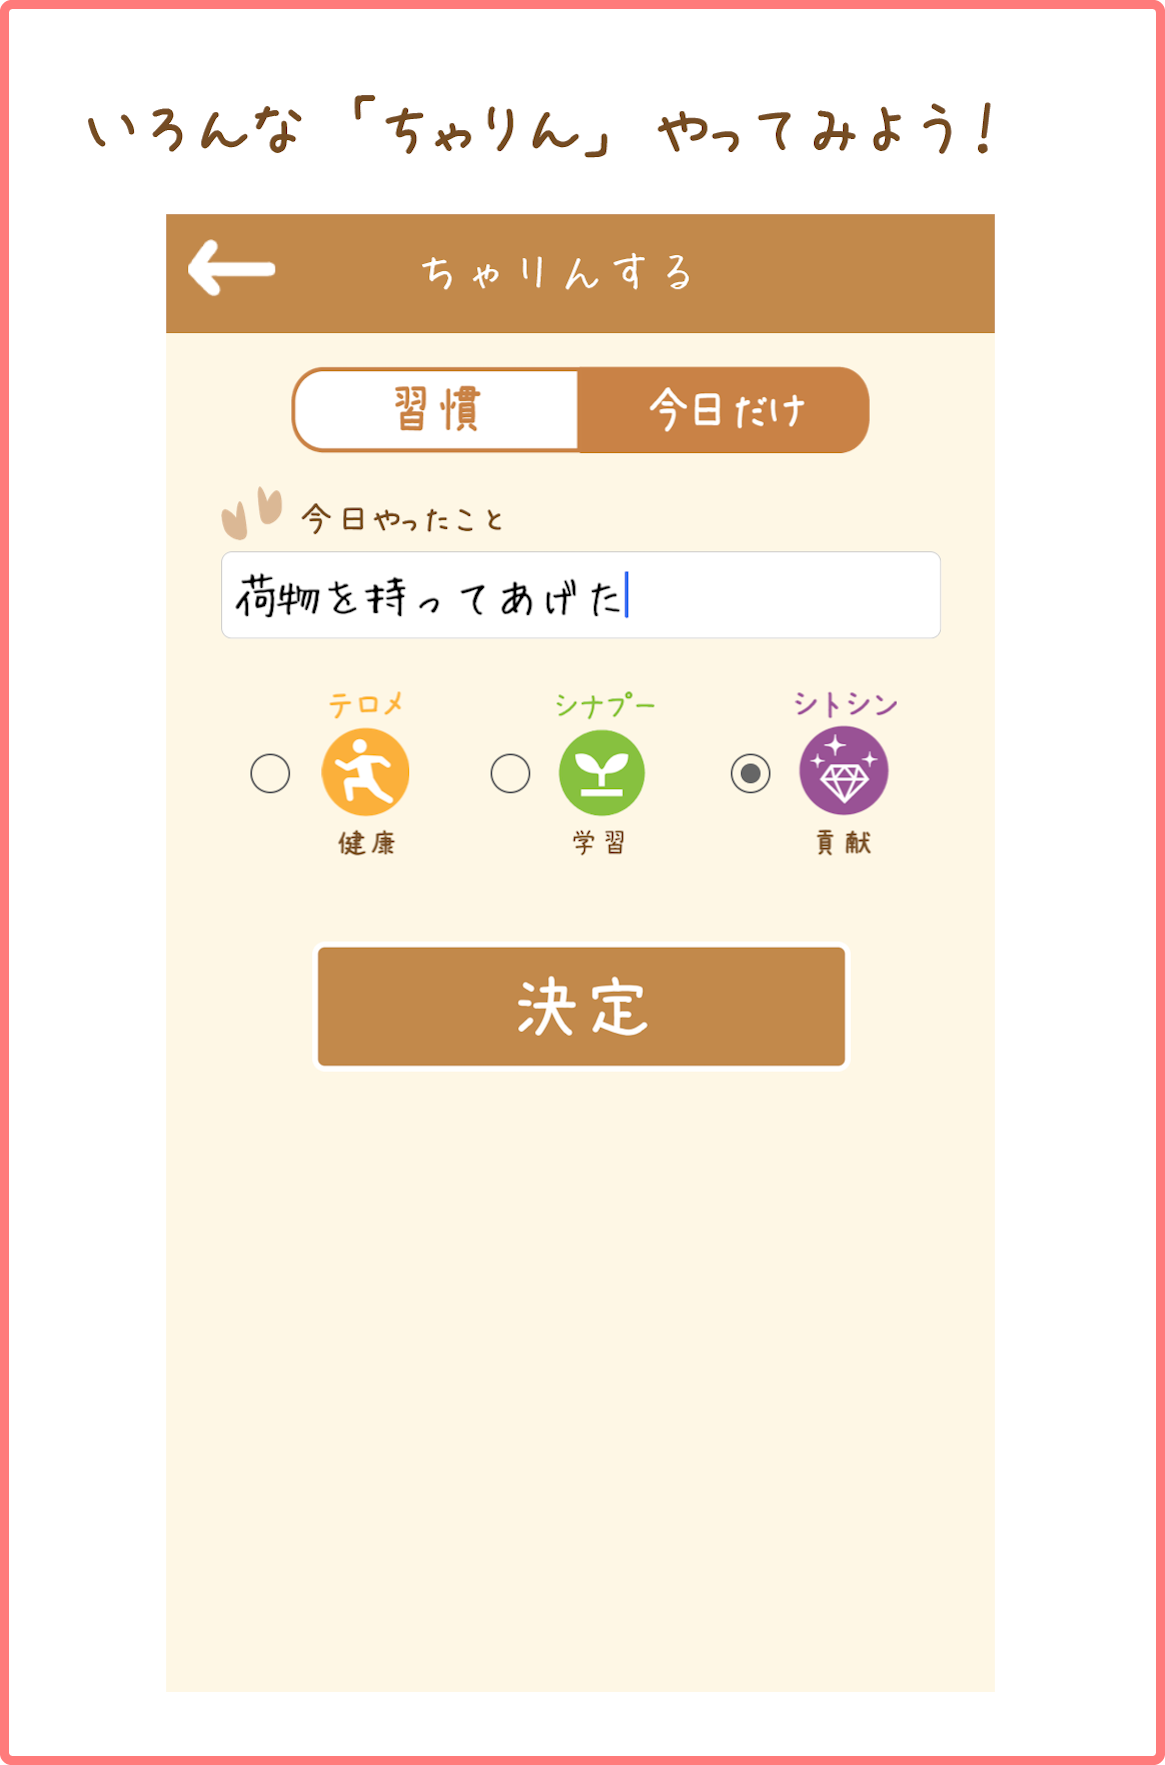 いろんな「ちゃりん」やってみよう!
ちゃりんする
習慣 今日だけ
今日やったこと
荷物を持ってあげた
テロメ シナプー シトシン
健康 学習 貢献
決定